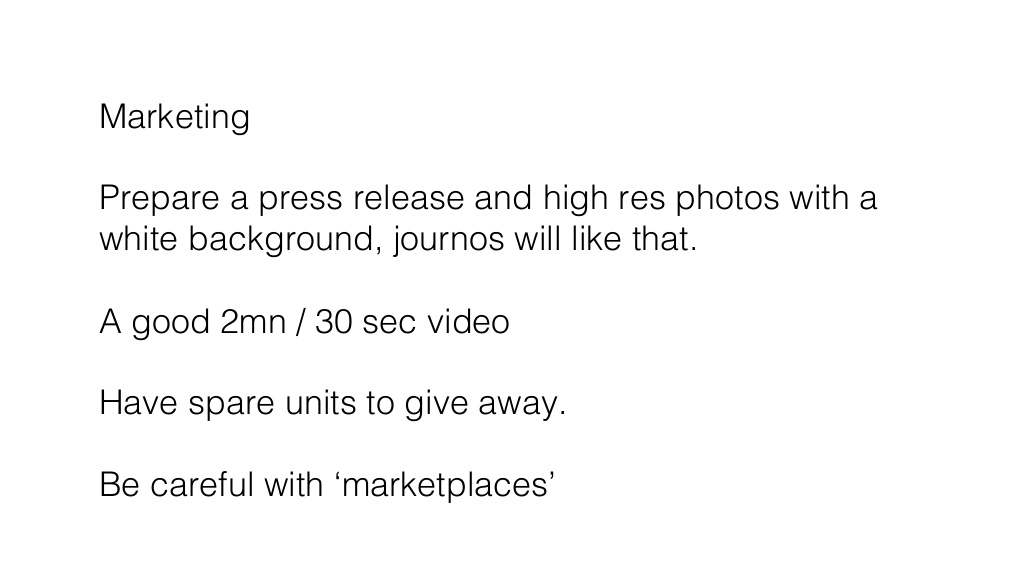 Marketing
Prepare a press release and high res photos with a
white background, journos will like that.
A good 2mn / 30 sec video
Have spare units to give away.
Be careful with ‘marketplaces’